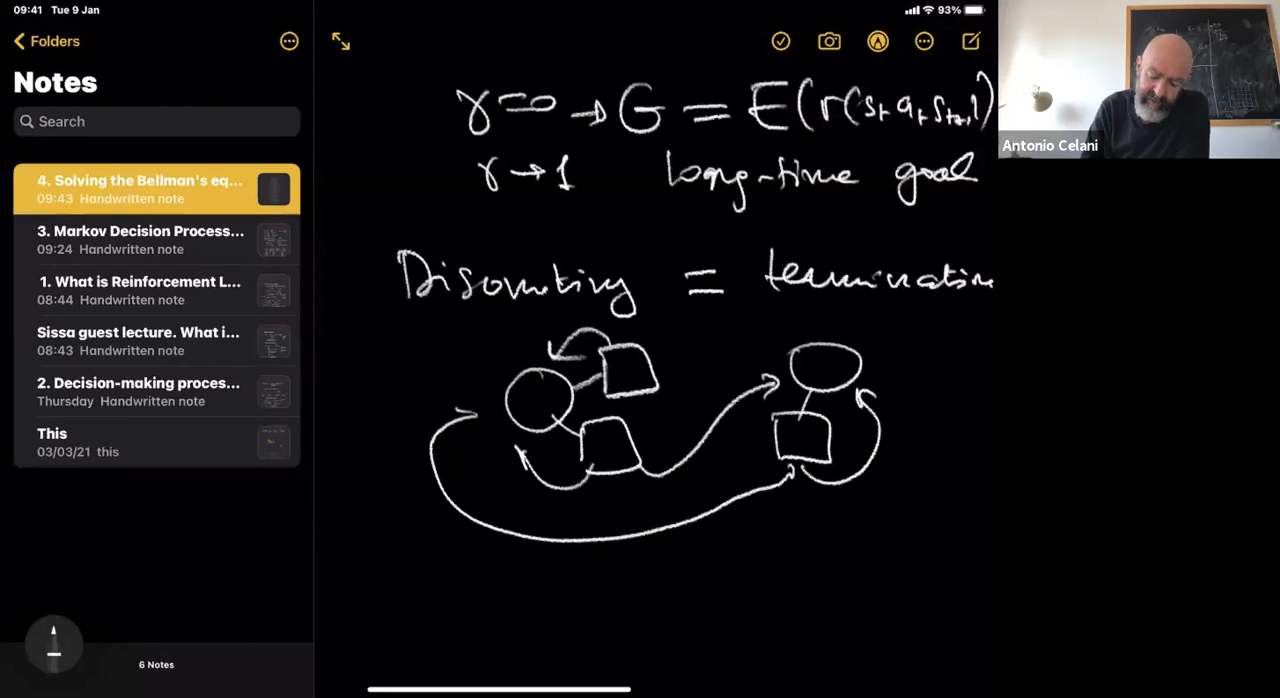 09:41 Tue 9 Jan
93%
Folders
Notes
Search
4. Solving the Bellman's eq...
09:43 Handwritten note
3. Markov Decision Process...
09:24 Handwritten note
1. What is Reinforcement L...
08:44 Handwritten note
Sissa guest lecture. What i...
08:43 Handwritten note
2. Decision-making proces...
Thursday Handwritten note
This
03/03/21 this
6 Notes
γ=0 → G = E(r(s_t a_t s_{t+1})
γ → 1 long-time goal
Discounting = termination
Antonio Celani